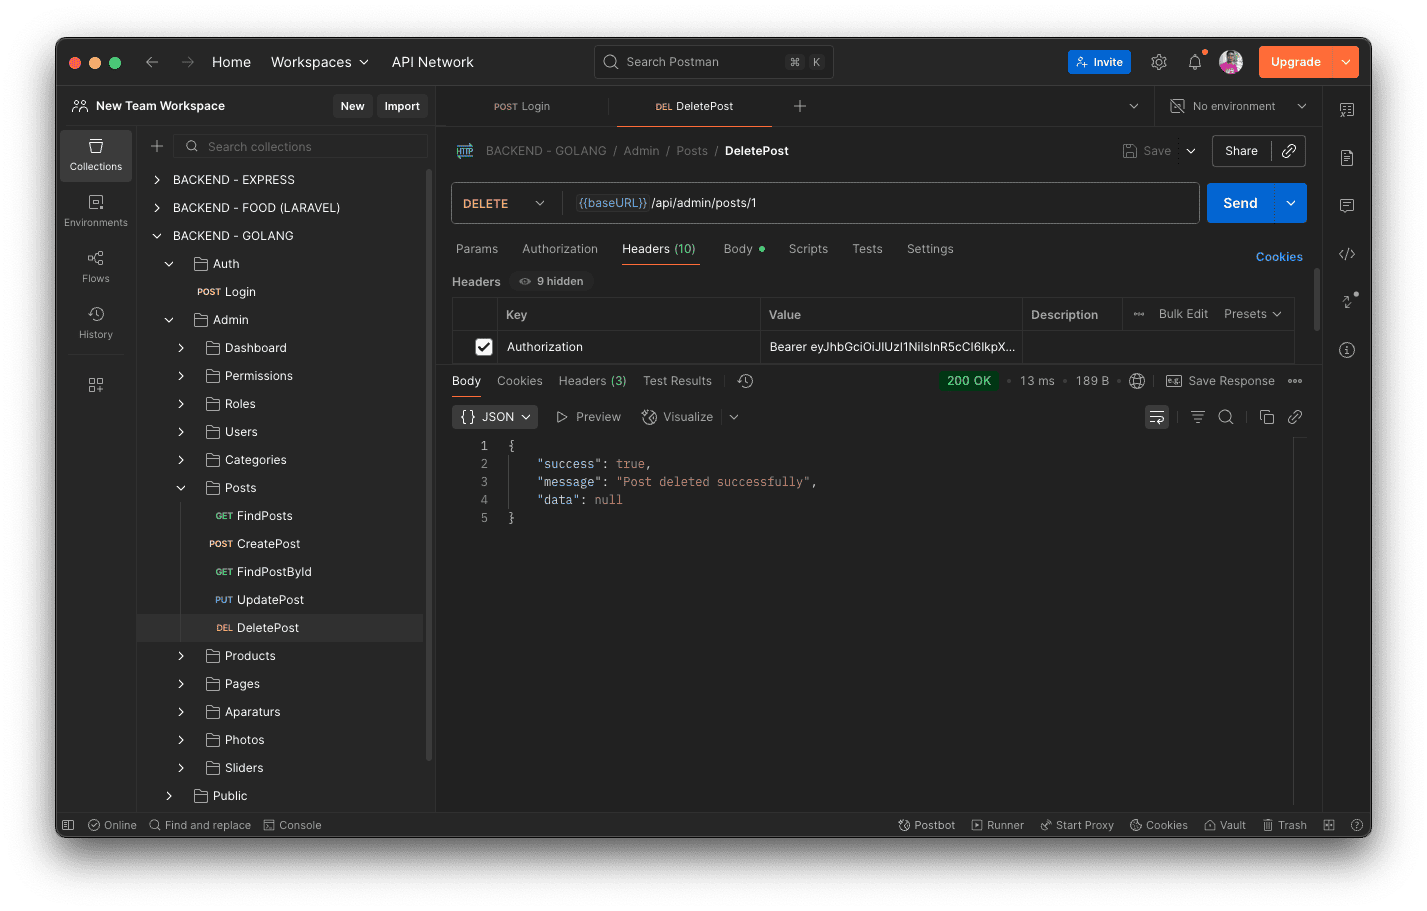 Home Workspaces API Network
Search Postman ⌘ K
Invite
Upgrade
New Team Workspace New Import
POST Login
DEL DeletePost
No environment
Collections
Environments
Flows
History
Search collections
BACKEND - EXPRESS
BACKEND - FOOD (LARAVEL)
BACKEND - GOLANG
Auth
POST Login
Admin
Dashboard
Permissions
Roles
Users
Categories
Posts
GET FindPosts
POST CreatePost
GET FindPostById
PUT UpdatePost
DEL DeletePost
Products
Pages
Aparaturs
Photos
Sliders
Public
HTTP BACKEND - GOLANG / Admin / Posts / DeletePost
Save Share
DELETE {{baseURL}} /api/admin/posts/1
Send
Params Authorization Headers (10) Body Scripts Tests Settings
Cookies
Headers 9 hidden
Key Value Description Bulk Edit Presets
Authorization Bearer eyJhbGciOiJIUzI1NiIsInR5cCI6IkpX...
Body Cookies Headers (3) Test Results
200 OK 13 ms 189 B
Save Response
{} JSON Preview Visualize
1 {
2 "success": true,
3 "message": "Post deleted successfully",
4 "data": null
5 }
Online Find and replace Console
Postbot Runner Start Proxy Cookies Vault Trash